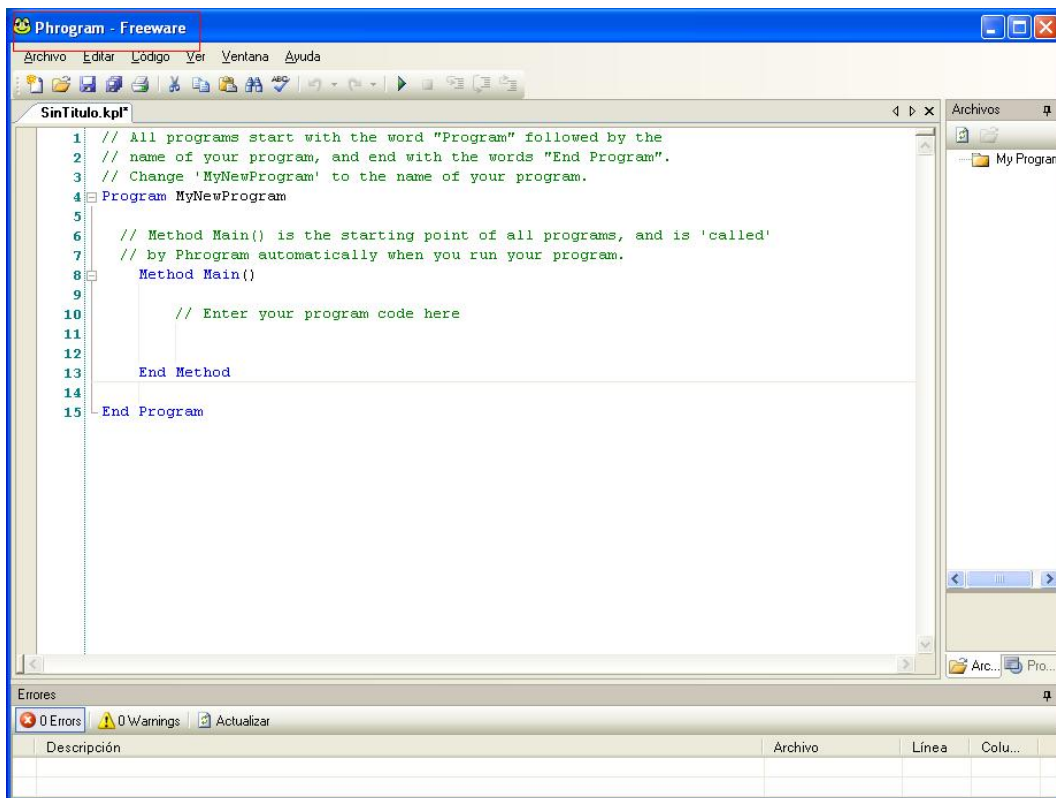 Phrogram - Freeware
Archivo Editar Código Ver Ventana Ayuda
SinTitulo.kpl*
Archivos
1 // All programs start with the word "Program" followed by the
2 // name of your program, and end with the words "End Program".
3 // Change 'MyNewProgram' to the name of your program.
4 Program MyNewProgram
5
6 // Method Main() is the starting point of all programs, and is 'called'
7 // by Phrogram automatically when you run your program.
8 Method Main()
9
10 // Enter your program code here
11
12
13 End Method
14
15 End Program
My Program
Arc... Pro...
Errores
0 Errors 0 Warnings Actualizar
Descripción Archivo Línea Colu...